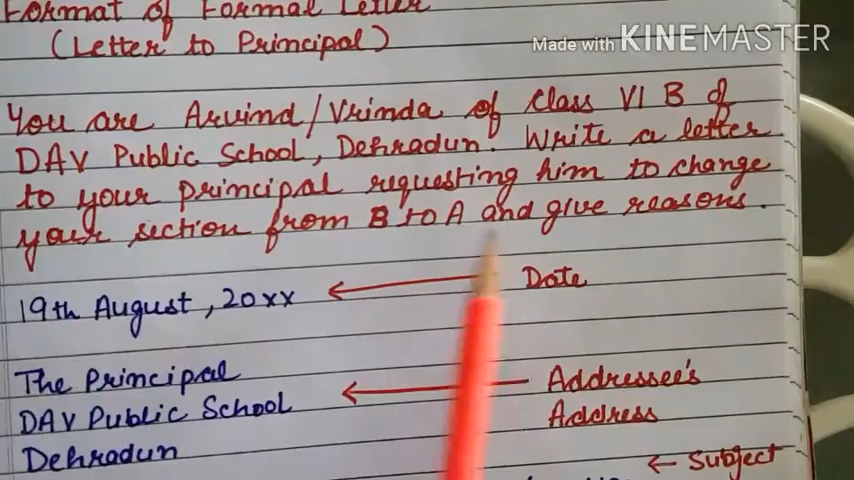 Format of Formal Letter
(Letter to Principal)
Made with KINEMASTER
You are Arvind/Vrinda of Class VI B of
DAV Public School, Dehradun. Write a letter
to your principal requesting him to change
your section from B to A and give reasons.
19th August, 20xx ← Date
The Principal
DAV Public School ← Addressee's
Address
Dehradun
← Subject